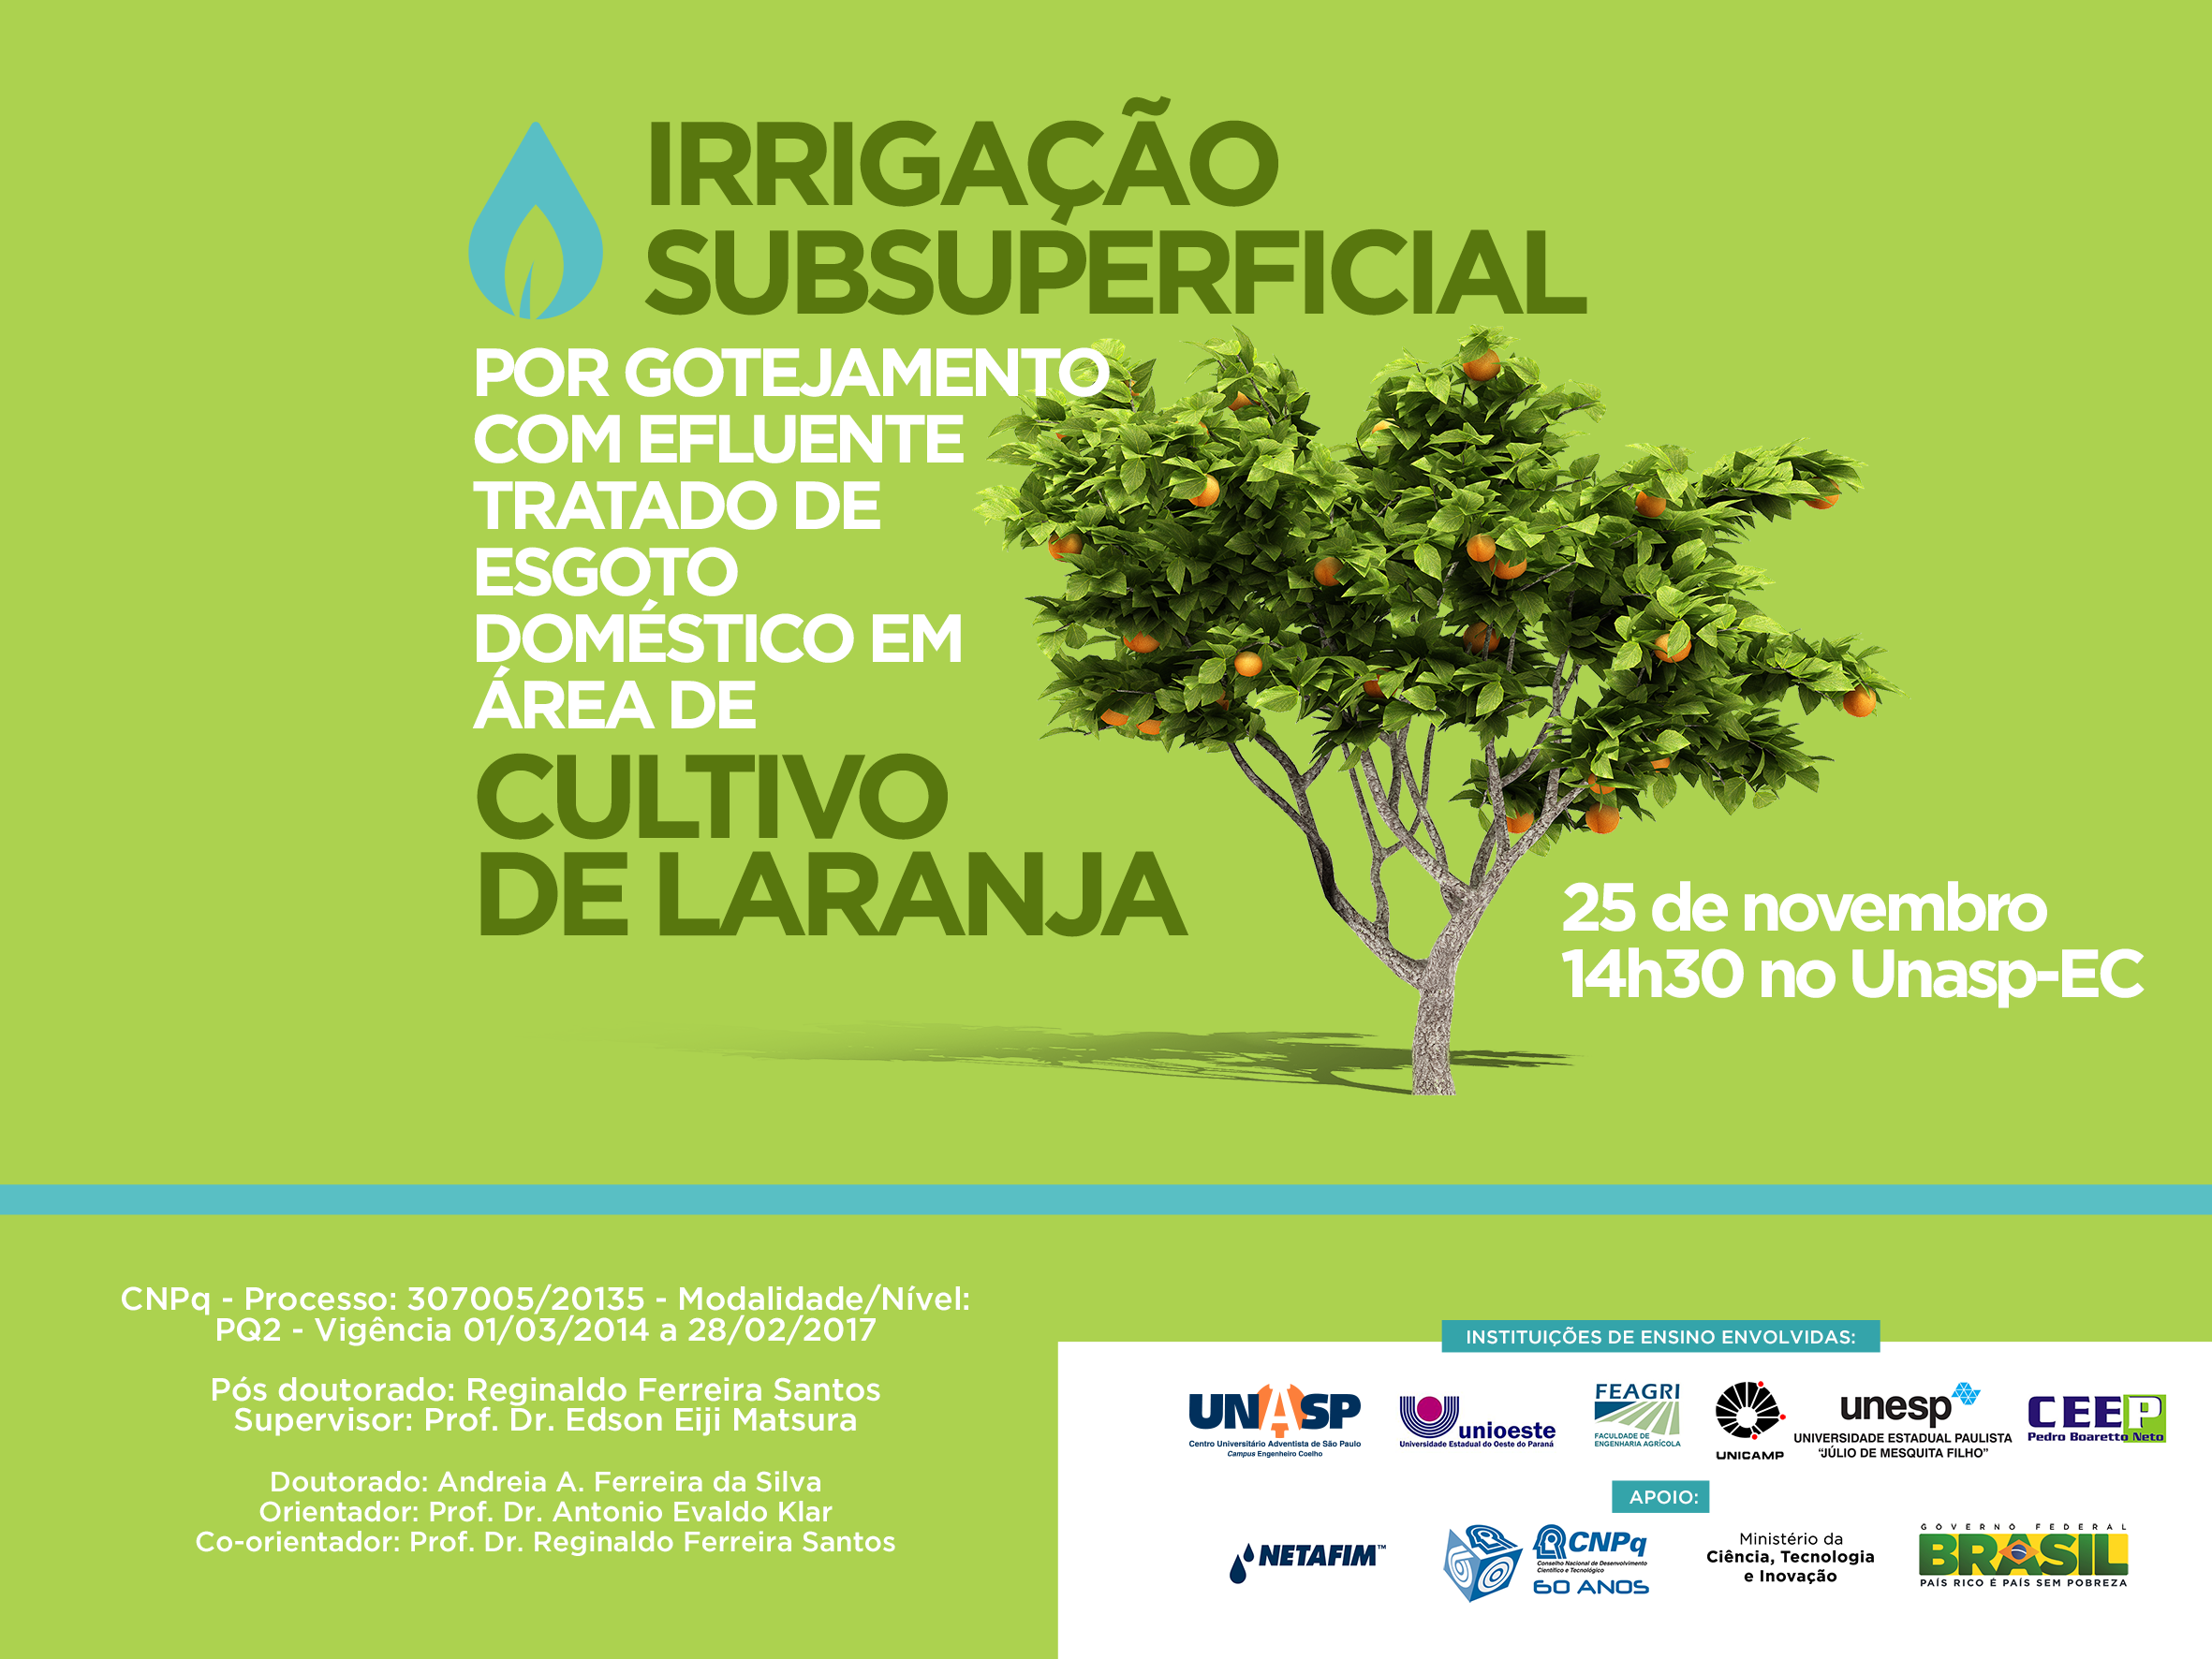 IRRIGAÇÃO
SUBSUPERFICIAL
POR GOTEJAMENTO
COM EFLUENTE
TRATADO DE
ESGOTO
DOMÉSTICO EM
ÁREA DE
CULTIVO
DE LARANJA
25 de novembro
14h30 no Unasp-EC
CNPq - Processo: 307005/20135 - Modalidade/Nível:
PQ2 - Vigência 01/03/2014 a 28/02/2017
Pós doutorado: Reginaldo Ferreira Santos
Supervisor: Prof. Dr. Edson Eiji Matsura
Doutorado: Andreia A. Ferreira da Silva
Orientador: Prof. Dr. Antonio Evaldo Klar
Co-orientador: Prof. Dr. Reginaldo Ferreira Santos
INSTITUIÇÕES DE ENSINO ENVOLVIDAS:
UNASP
Centro Universitário Adventista de São Paulo
Campus Engenheiro Coelho
unioeste
Universidade Estadual do Oeste do Paraná
FEAGRI
FACULDADE DE
ENGENHARIA AGRÍCOLA
UNICAMP
unesp
UNIVERSIDADE ESTADUAL PAULISTA
"JÚLIO DE MESQUITA FILHO"
CEEP
Pedro Boaretto Neto
APOIO:
NETAFIM™
CNPq
Conselho Nacional de Desenvolvimento
Científico e Tecnológico
60 ANOS
Ministério da
Ciência, Tecnologia
e Inovação
GOVERNO FEDERAL
BRASIL
PAÍS RICO É PAÍS SEM POBREZA